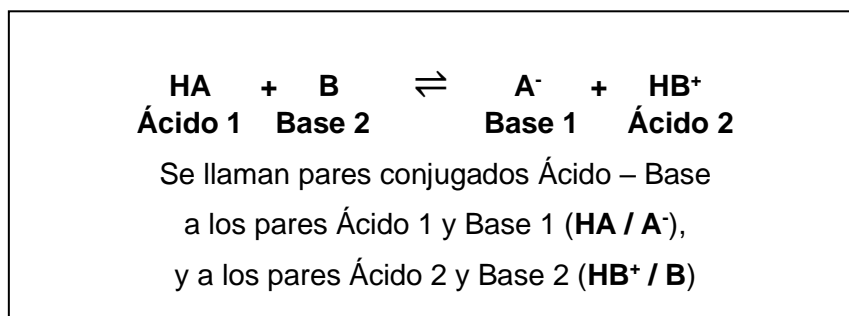 HA + B ⇌ A⁻ + HB⁺
Ácido 1 Base 2 Base 1 Ácido 2
Se llaman pares conjugados Ácido – Base
a los pares Ácido 1 y Base 1 (HA / A⁻),
y a los pares Ácido 2 y Base 2 (HB⁺ / B)